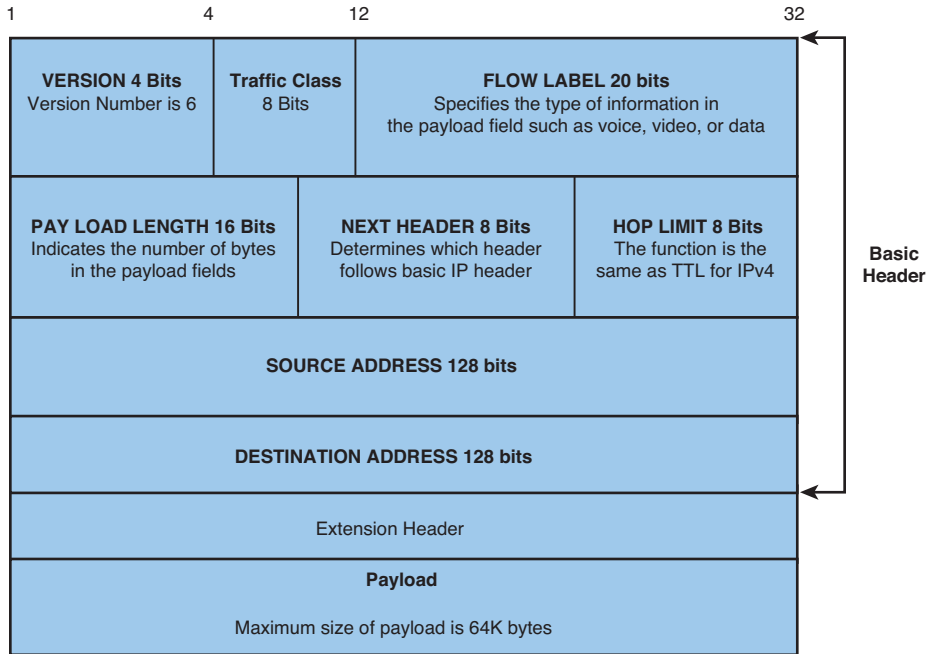 1 4 12 32
VERSION 4 Bits
Version Number is 6
Traffic Class
8 Bits
FLOW LABEL 20 bits
Specifies the type of information in
the payload field such as voice, video, or data
PAY LOAD LENGTH 16 Bits
Indicates the number of bytes
in the payload fields
NEXT HEADER 8 Bits
Determines which header
follows basic IP header
HOP LIMIT 8 Bits
The function is the
same as TTL for IPv4
Basic
Header
SOURCE ADDRESS 128 bits
DESTINATION ADDRESS 128 bits
Extension Header
Payload
Maximum size of payload is 64K bytes